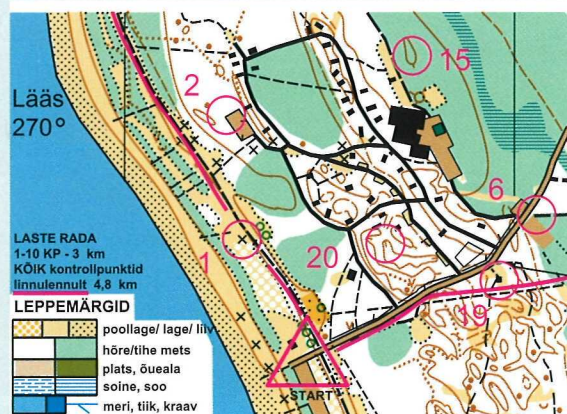 15
2
Lääs
270°
6
1
20
19
LASTE RADA
1-10 KP - 3 km
KÕIK kontrollpunktid
linnulennult 4,8 km
LEPPEMÄRGID
poollage/ lage/ liiv
hõre/tihe mets
plats, õueala
soine, soo
meri, tiik, kraav
START